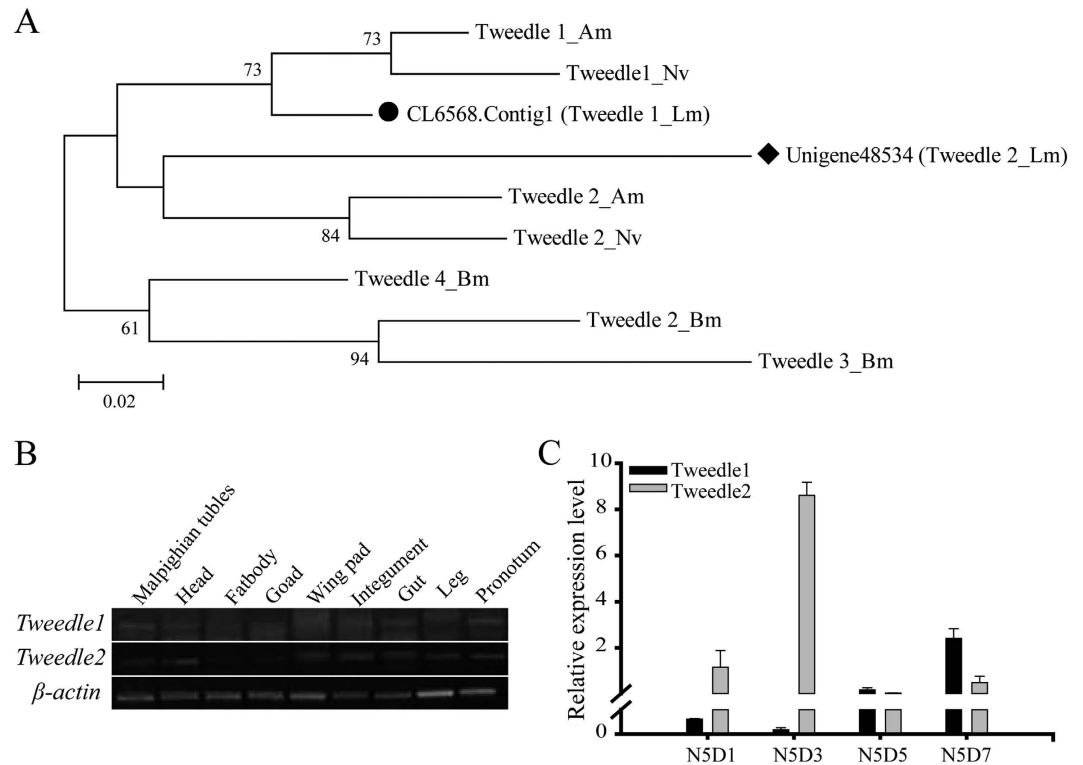 A
73
Tweedle 1_Am
73
Tweedle1_Nv
CL6568.Contig1 (Tweedle 1_Lm)
Unigene48534 (Tweedle 2_Lm)
Tweedle 2_Am
84
Tweedle 2_Nv
Tweedle 4_Bm
61
Tweedle 2_Bm
94
Tweedle 3_Bm
0.02
B
Malpighian tubles
Head
Fatbody
Goad
Wing pad
Integument
Gut
Leg
Pronotum
Tweedle1
Tweedle2
β-actin
C
Relative expression level
10
8
6
4
2
0
Tweedle1
Tweedle2
N5D1 N5D3 N5D5 N5D7